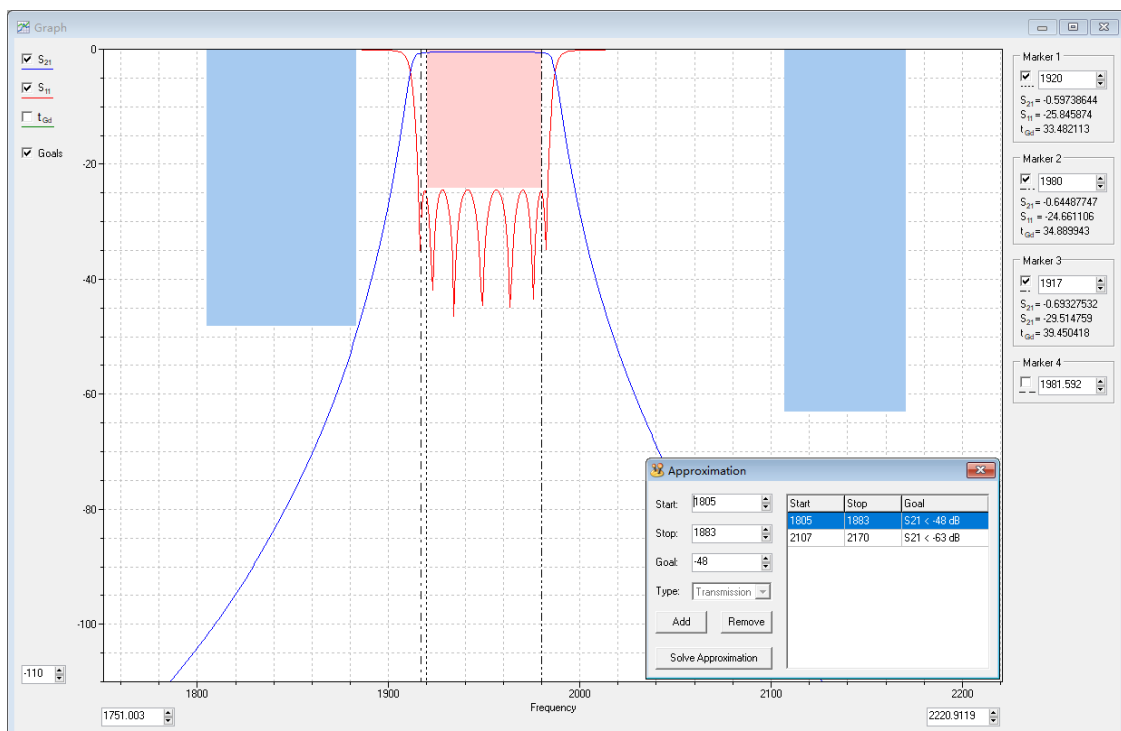 Graph
S21
S11
tGd
Goals
0
-20
-40
-60
-80
-100
-110
1800
1900
2000
2100
2200
Frequency
1751.003
2220.9119
Marker 1
1920
S21 = -0.59738644
S11 = -25.845874
tGd = 33.482113
Marker 2
1980
S21 = -0.64487747
S11 = -24.661106
tGd = 34.889943
Marker 3
1917
S21 = -0.69327532
S11 = -29.514759
tGd = 39.450418
Marker 4
1981.592
Approximation
Start: 1805
Stop: 1883
Goal: -48
Type: Transmission
Add Remove
Solve Approximation
Start Stop Goal
1805 1883 S21 < -48 dB
2107 2170 S21 < -63 dB